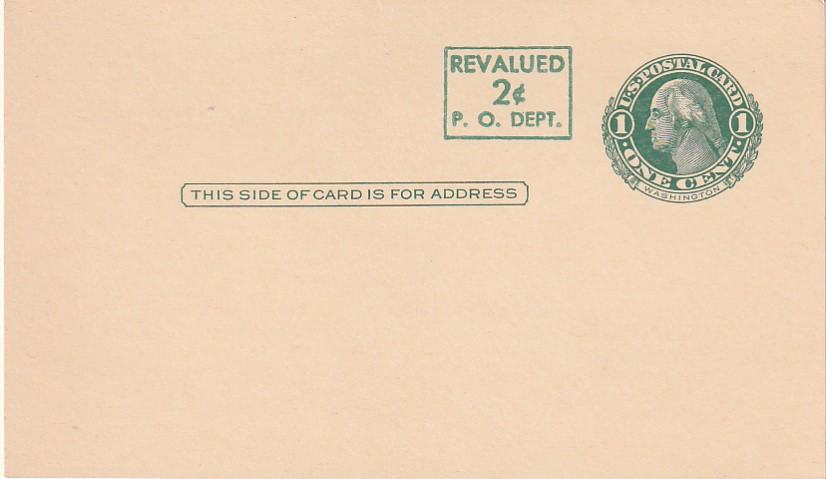 REVALUED
2¢
P. O. DEPT.
U.S. POSTAL CARD
1 1
· ONE CENT ·
WASHINGTON
THIS SIDE OF CARD IS FOR ADDRESS